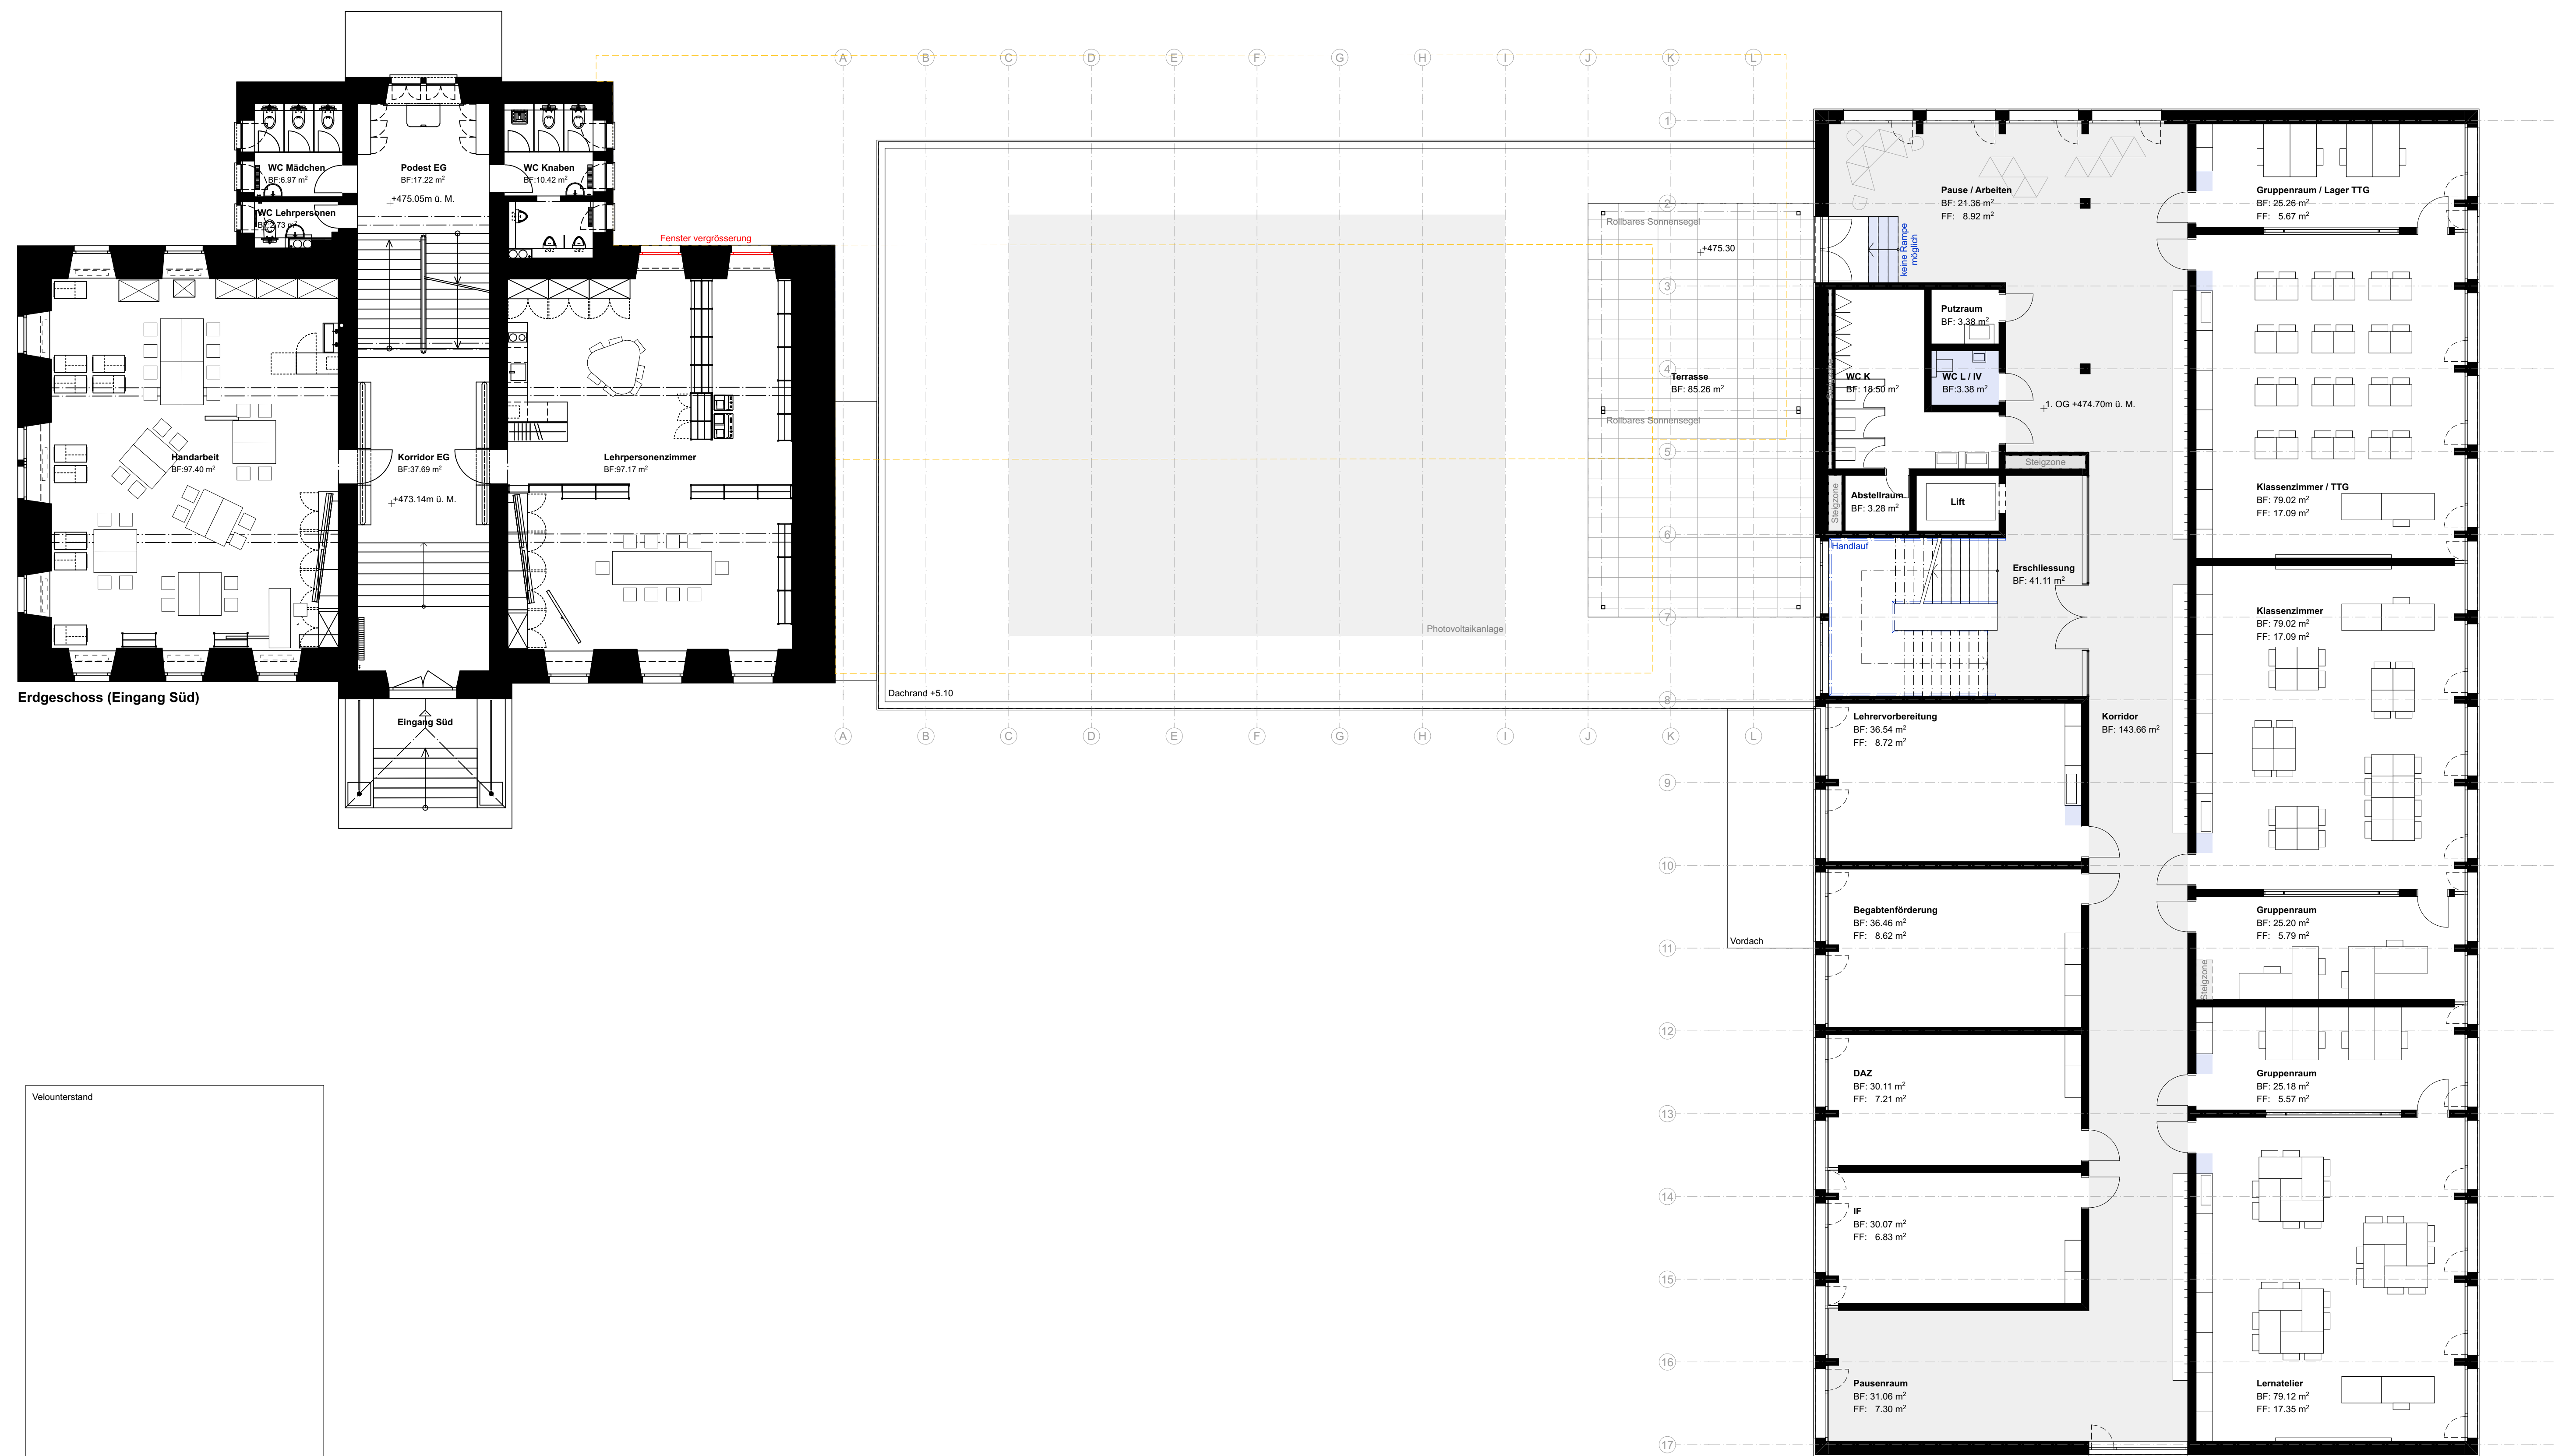 A B C D E F G H I J K L
1
WC Mädchen
BF:6.97 m²
Podest EG
BF:17.22 m²
+475.05m ü. M.
WC Knaben
BF:10.42 m²
WC Lehrpersonen
BF:2.73 m²
Fenster vergrösserung
Handarbeit
BF:97.40 m²
Korridor EG
BF:37.69 m²
+473.14m ü. M.
Lehrpersonenzimmer
BF:97.17 m²
Erdgeschoss (Eingang Süd)
Eingang Süd
Velounterstand
Photovoltaikanlage
Dachrand +5.10
A B C D E F G H I J K L
2
Rollbares Sonnensegel
+475.30
3
4
Terrasse
BF: 85.26 m²
Rollbares Sonnensegel
5
6
7
8
9
10
11
12
13
14
15
16
17
Vordach
Pause / Arbeiten
BF: 21.36 m²
FF: 8.92 m²
keine Rampe
möglich
Putzraum
BF: 3.38 m²
WC K
BF: 18.50 m²
WC L / IV
BF:3.38 m²
1. OG +474.70m ü. M.
Steigzone
Steigzone
Abstellraum
BF: 3.28 m²
Lift
Handlauf
Erschliessung
BF: 41.11 m²
Lehrervorbereitung
BF: 36.54 m²
FF: 8.72 m²
Korridor
BF: 143.66 m²
Begabtenförderung
BF: 36.46 m²
FF: 8.62 m²
DAZ
BF: 30.11 m²
FF: 7.21 m²
IF
BF: 30.07 m²
FF: 6.83 m²
Pausenraum
BF: 31.06 m²
FF: 7.30 m²
Gruppenraum / Lager TTG
BF: 25.26 m²
FF: 5.67 m²
Klassenzimmer / TTG
BF: 79.02 m²
FF: 17.09 m²
Klassenzimmer
BF: 79.02 m²
FF: 17.09 m²
Gruppenraum
BF: 25.20 m²
FF: 5.79 m²
Steigzone
Gruppenraum
BF: 25.18 m²
FF: 5.57 m²
Lernatelier
BF: 79.12 m²
FF: 17.35 m²